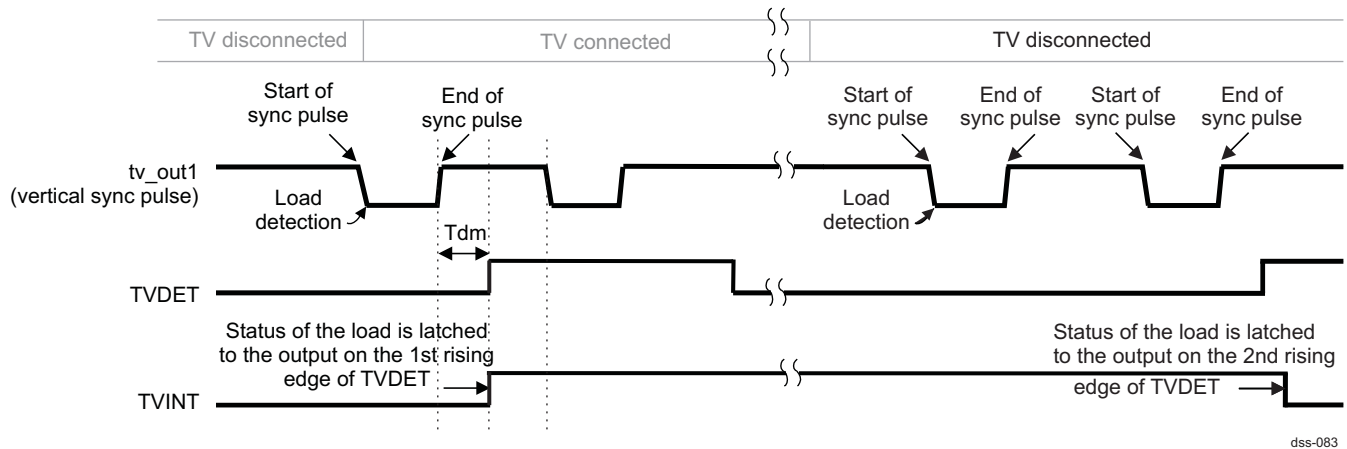 TV disconnected
TV connected
TV disconnected
Start of
sync pulse
End of
sync pulse
Start of
sync pulse
End of
sync pulse
Start of
sync pulse
End of
sync pulse
tv_out1
(vertical sync pulse)
Load
detection
Load
detection
Tdm
TVDET
Status of the load is latched
to the output on the 1st rising
edge of TVDET
Status of the load is latched
to the output on the 2nd rising
edge of TVDET
TVINT
dss-083